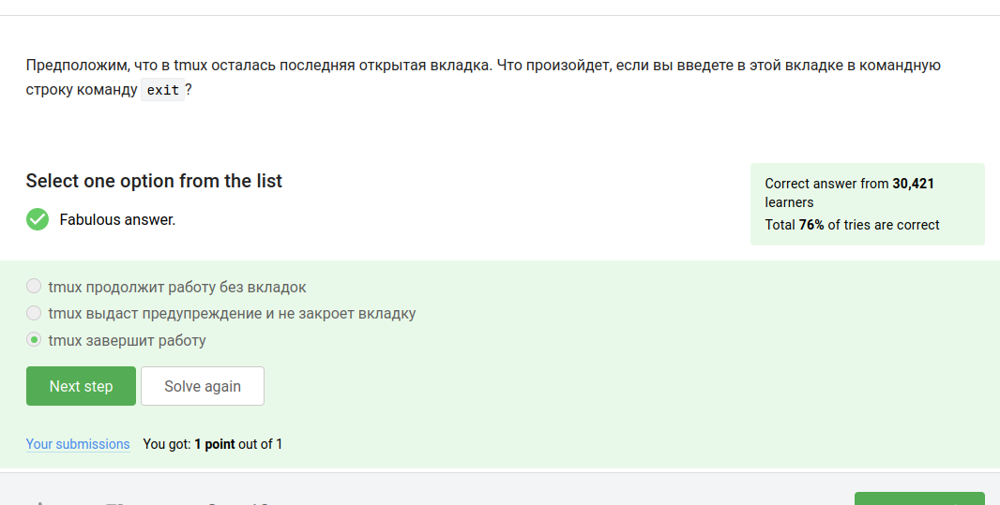 Предположим, что в tmux осталась последняя открытая вкладка. Что произойдет, если вы введете в этой вкладке в командную
строку команду exit ?
Select one option from the list
Fabulous answer.
Correct answer from 30,421
learners
Total 76% of tries are correct
tmux продолжит работу без вкладок
tmux выдаст предупреждение и не закроет вкладку
tmux завершит работу
Next step
Solve again
Your submissions
You got: 1 point out of 1